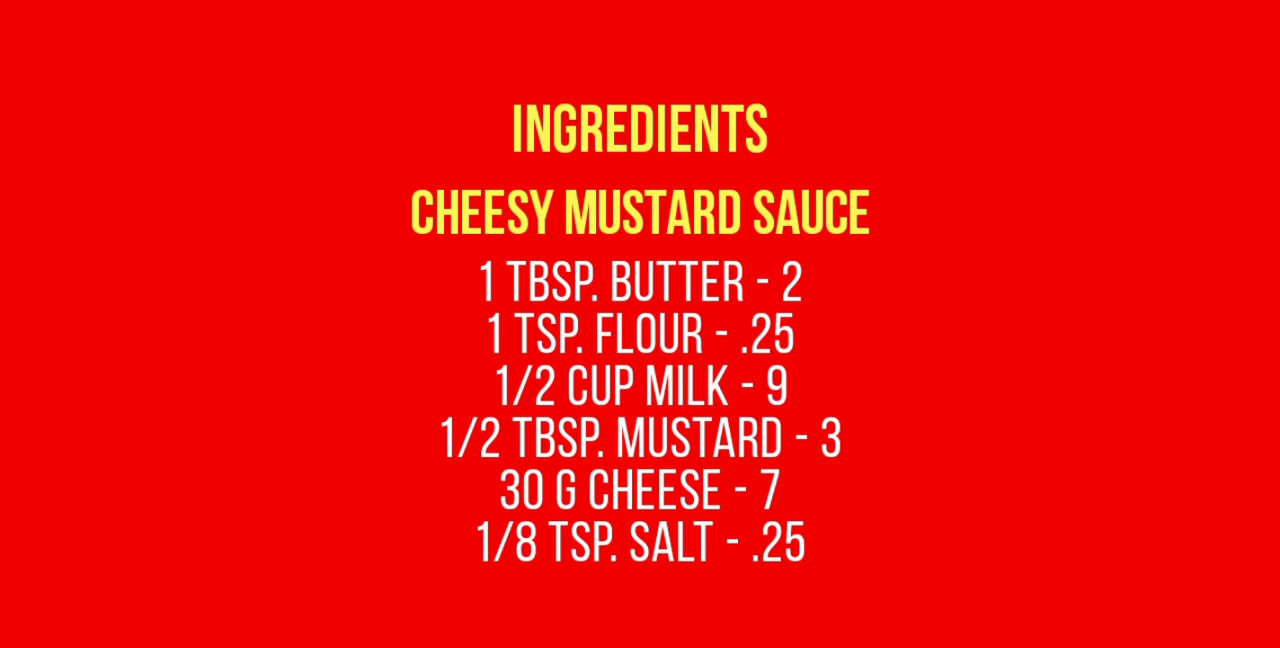 INGREDIENTS
CHEESY MUSTARD SAUCE
1 TBSP. BUTTER - 2
1 TSP. FLOUR - .25
1/2 CUP MILK - 9
1/2 TBSP. MUSTARD - 3
30 G CHEESE - 7
1/8 TSP. SALT - .25